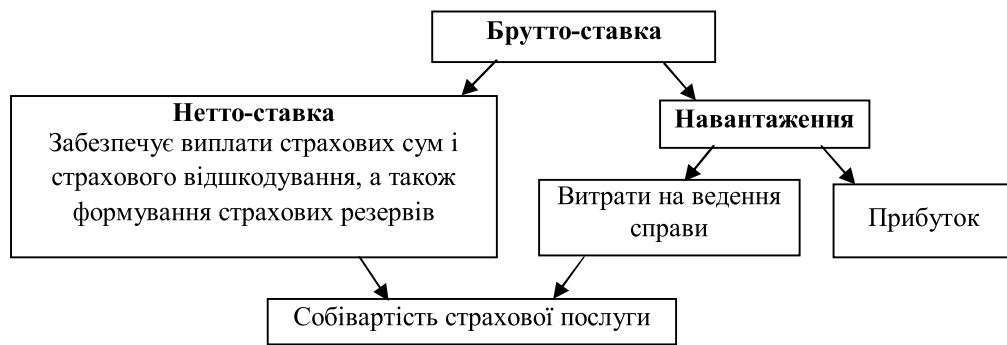 Брутто-ставка
Нетто-ставка
Забезпечує виплати страхових сум і
страхового відшкодування, а також
формування страхових резервів
Навантаження
Витрати на ведення
справи
Прибуток
Собівартість страхової послуги